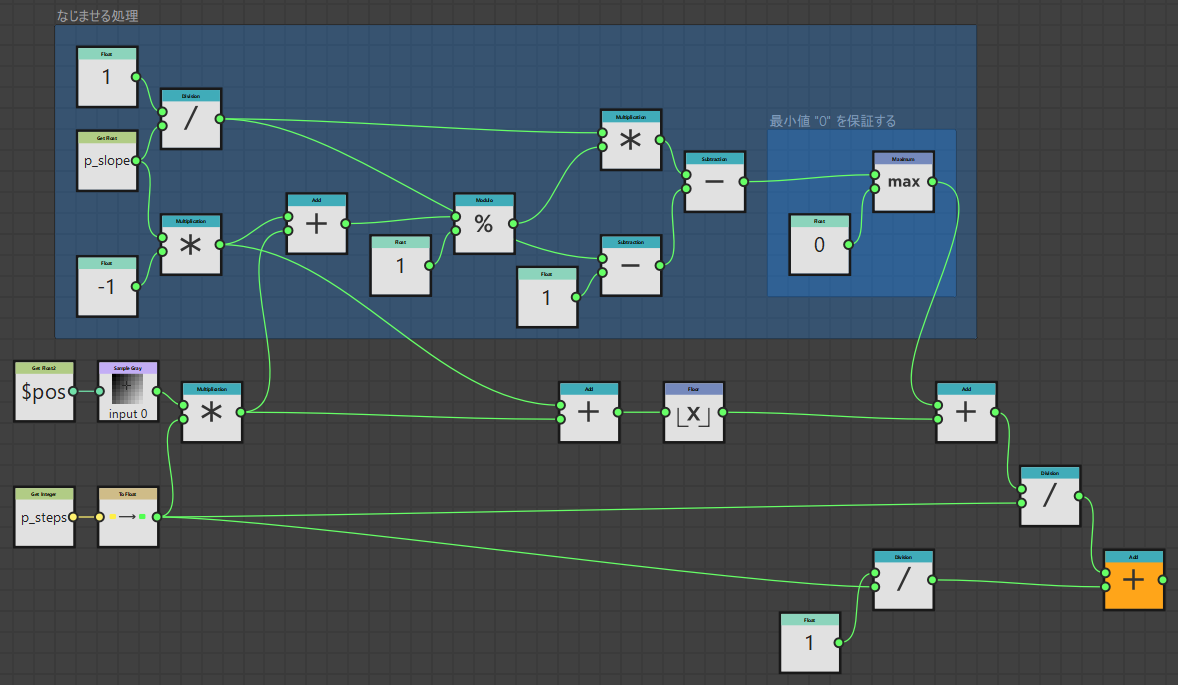 なじませる処理
Float
1
Division
/
Get Float
p_slope
Multiplication
*
Float
-1
Add
+
Float
1
Modulo
%
Float
1
Multiplication
*
Subtraction
−
Subtraction
−
最小値 "0" を保証する
Maximum
max
Float
0
Get Float2
$pos
Sample Gray
input 0
Multiplication
*
Add
+
Floor
⌊X⌋
Add
+
Get Integer
p_steps
To Float
→
Division
/
Division
/
Add
+
Float
1